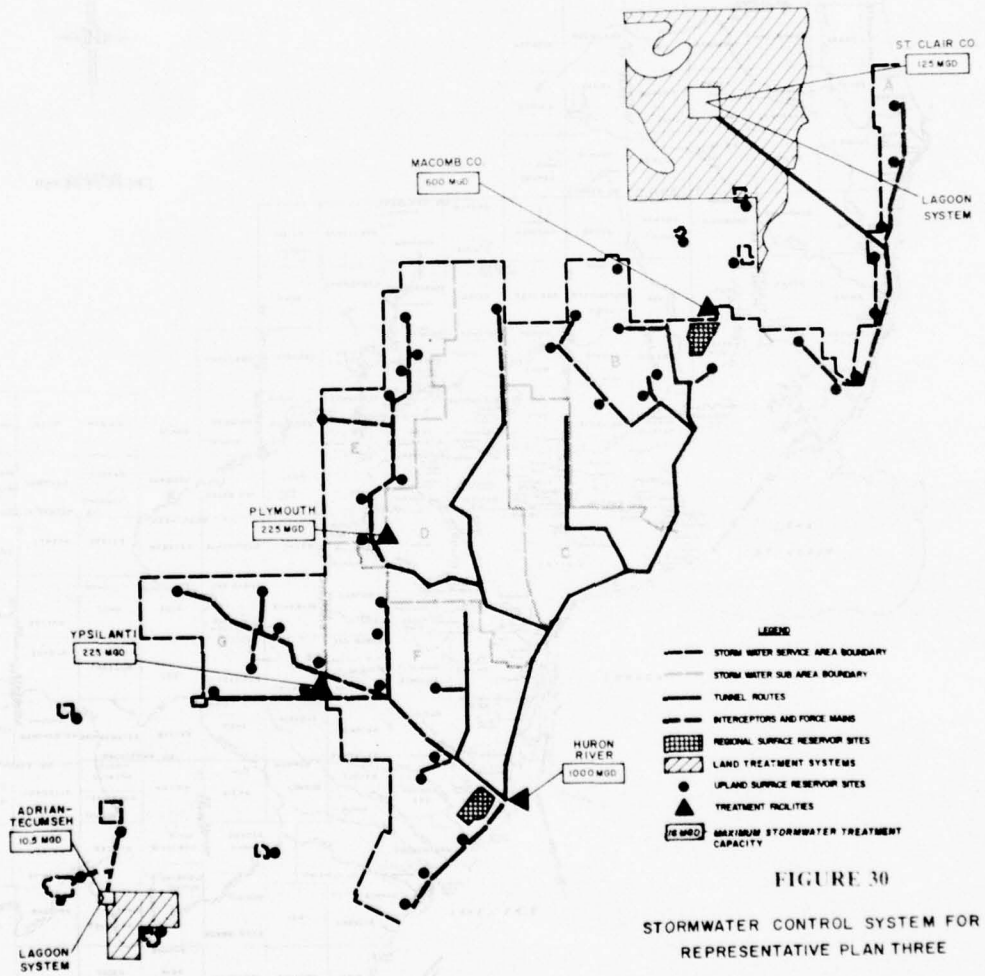 ST. CLAIR CO.
125 MGD
A
MACOMB CO.
600 MGD
LAGOON
SYSTEM
B
E
PLYMOUTH
225 MGD
D
C
YPSILANTI
225 MGD
G
F
LEGEND
STORM WATER SERVICE AREA BOUNDARY
STORM WATER SUB AREA BOUNDARY
TUNNEL ROUTES
INTERCEPTORS AND FORCE MAINS
REGIONAL SURFACE RESERVOIR SITES
LAND TREATMENT SYSTEMS
UPLAND SURFACE RESERVOIR SITES
TREATMENT FACILITIES
16 MGD MAXIMUM STORMWATER TREATMENT
CAPACITY
HURON
RIVER
1000 MGD
ADRIAN-
TECUMSEH
10.5 MGD
LAGOON
SYSTEM
FIGURE 30
STORMWATER CONTROL SYSTEM FOR
REPRESENTATIVE PLAN THREE